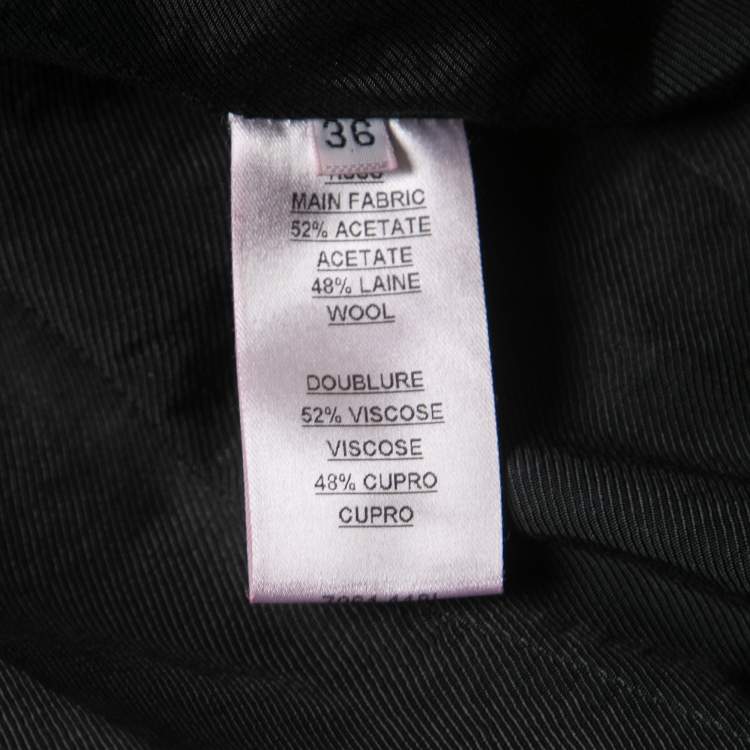 36
MAIN FABRIC
52% ACETATE
ACETATE
48% LAINE
WOOL
DOUBLURE
52% VISCOSE
VISCOSE
48% CUPRO
CUPRO